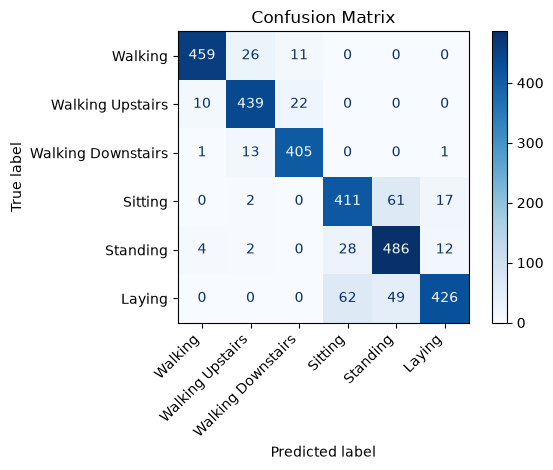 Confusion Matrix
True label
Walking 459 26 11 0 0 0
Walking Upstairs 10 439 22 0 0 0
Walking Downstairs 1 13 405 0 0 1
Sitting 0 2 0 411 61 17
Standing 4 2 0 28 486 12
Laying 0 0 0 62 49 426
Walking
Walking Upstairs
Walking Downstairs
Sitting
Standing
Laying
Predicted label
400
300
200
100
0